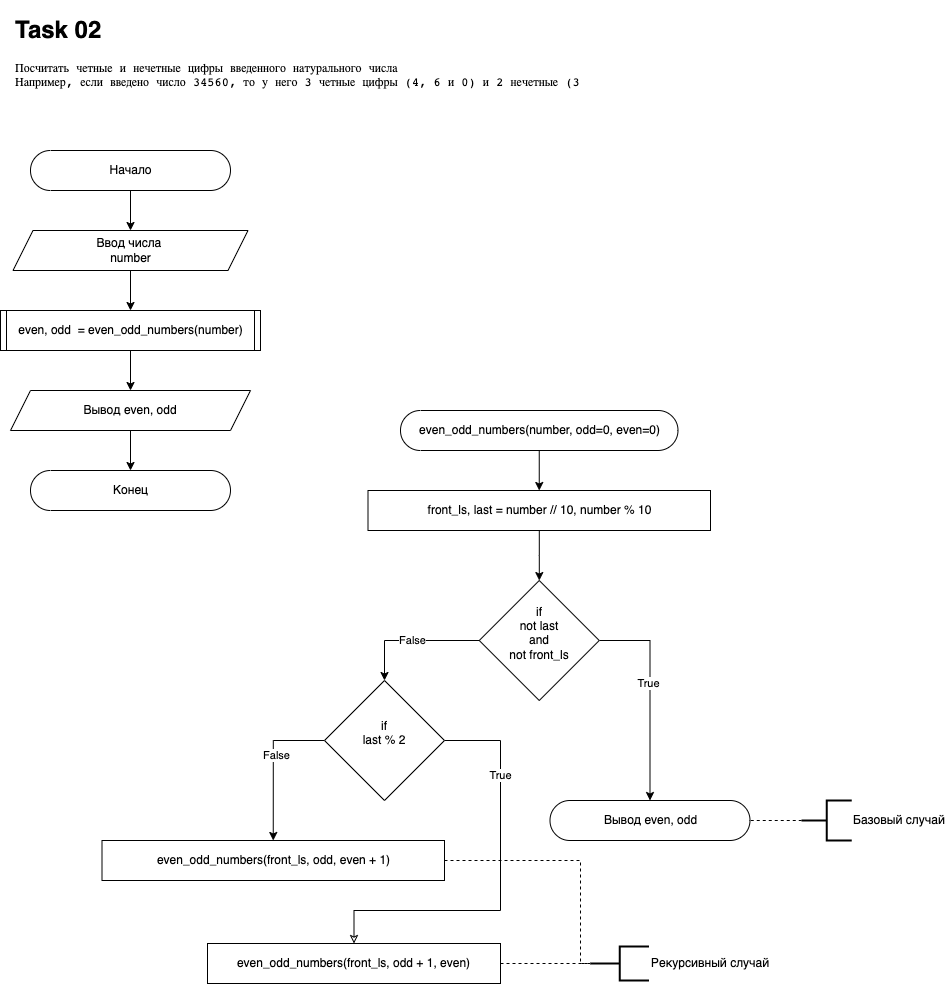 Task 02
Посчитать четные и нечетные цифры введенного натурального числа
Например, если введено число 34560, то у него 3 четные цифры (4, 6 и 0) и 2 нечетные (3
Начало
Ввод числа
number
even, odd = even_odd_numbers(number)
Вывод even, odd
Конец
even_odd_numbers(number, odd=0, even=0)
front_ls, last = number // 10, number % 10
if
not last
and
not front_ls
False
True
if
last % 2
False
True
Вывод even, odd
Базовый случай
even_odd_numbers(front_ls, odd, even + 1)
even_odd_numbers(front_ls, odd + 1, even)
Рекурсивный случай